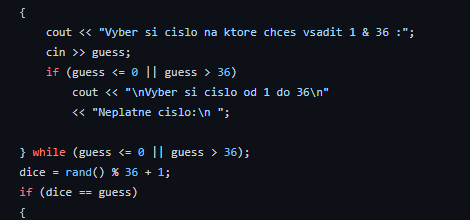 {
cout << "Vyber si cislo na ktore chces vsadit 1 & 36 :";
cin >> guess;
if (guess <= 0 || guess > 36)
cout << "\nVyber si cislo od 1 do 36\n"
<< "Neplatne cislo:\n ";
} while (guess <= 0 || guess > 36);
dice = rand() % 36 + 1;
if (dice == guess)
{